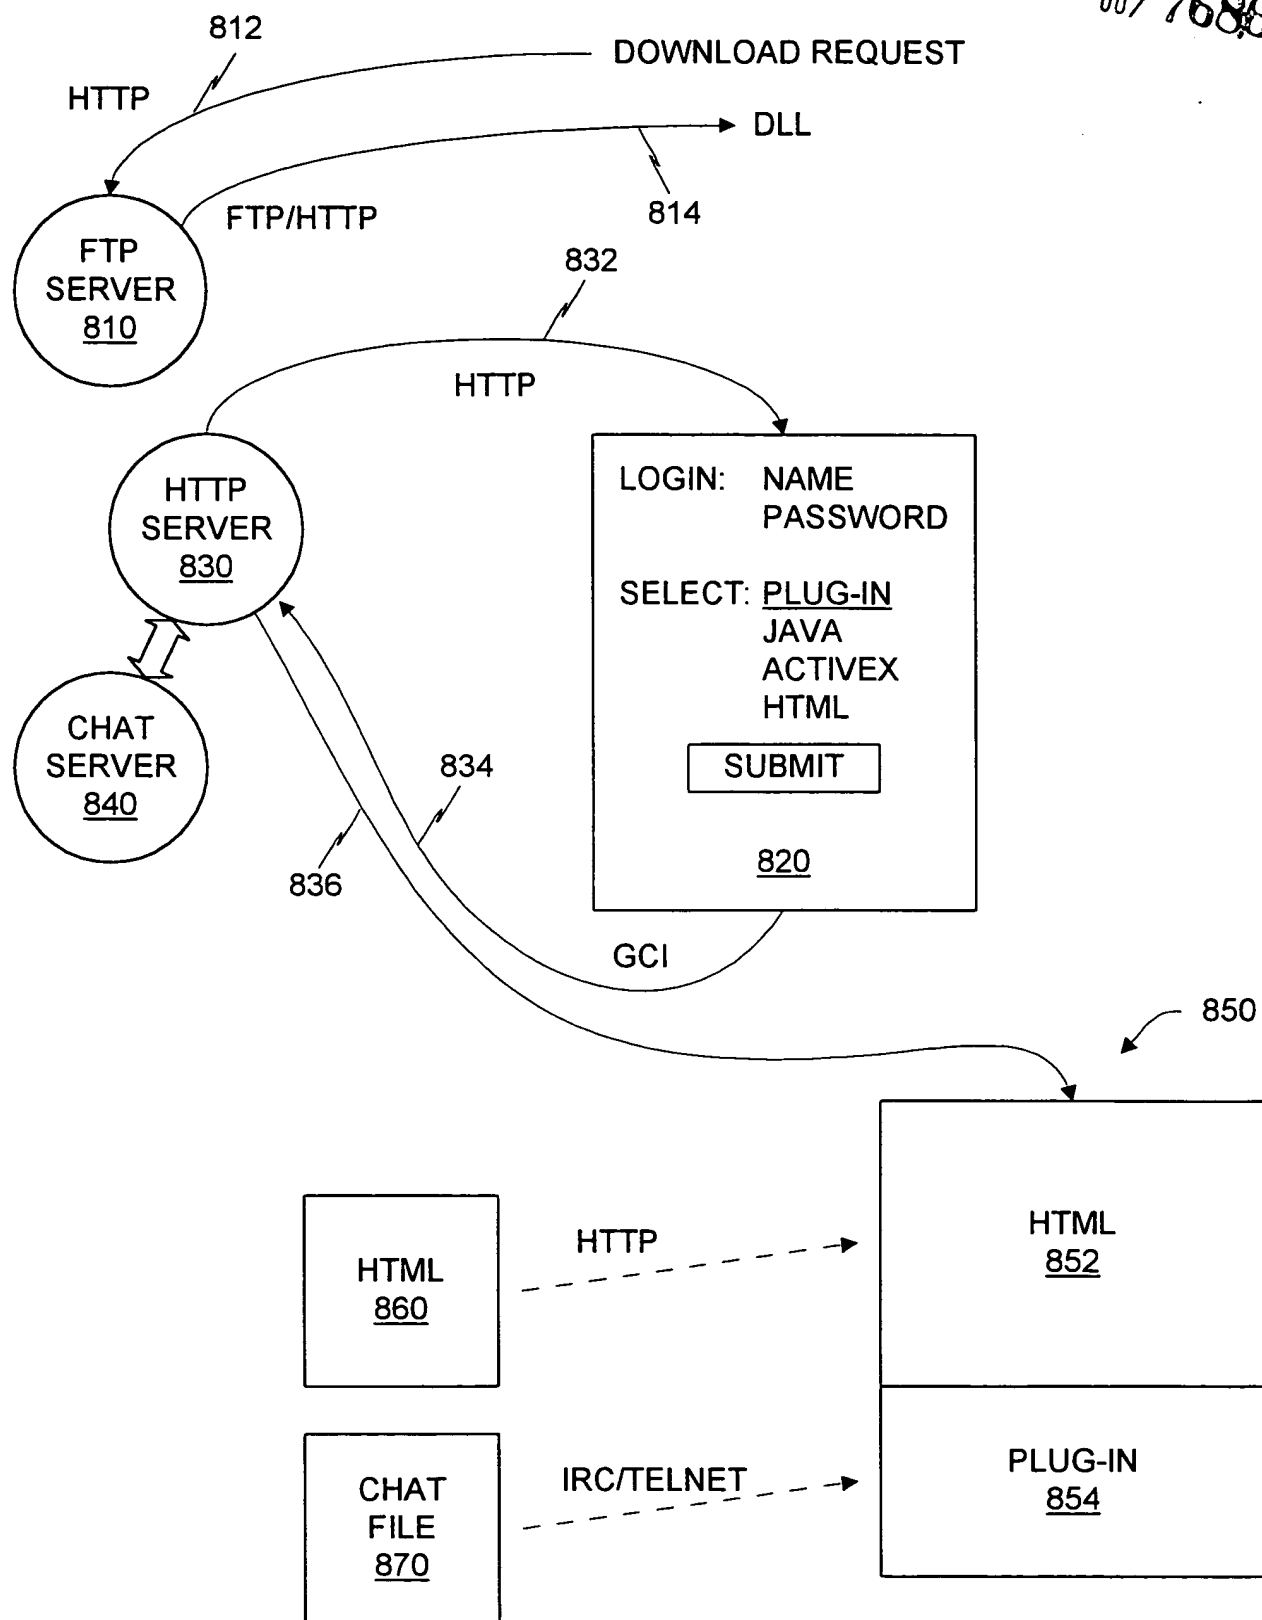 812
DOWNLOAD REQUEST
HTTP
DLL
FTP/HTTP
814
FTP
SERVER
810
832
HTTP
LOGIN: NAME
PASSWORD
HTTP
SERVER
830
SELECT: PLUG-IN
JAVA
ACTIVEX
HTML
SUBMIT
CHAT
SERVER
840
834
836
820
GCI
850
HTTP
HTML
852
HTML
860
IRC/TELNET
PLUG-IN
854
CHAT
FILE
870